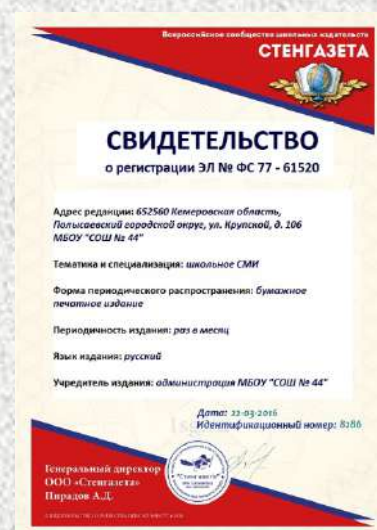 Всероссийское сообщество школьных издательств
СТЕНГАЗЕТА
СВИДЕТЕЛЬСТВО
о регистрации ЭЛ № ФС 77 - 61520
Адрес редакции: 652560 Кемеровская область,
Полысаевский городской округ, ул. Крупской, д. 106
МБОУ "СОШ № 44"
Тематика и специализация: школьное СМИ
Форма периодического распространения: бумажное
печатное издание
Периодичность издания: раз в месяц
Язык издания: русский
Учредитель издания: администрация МБОУ "СОШ № 44"
Дата: 22-03-2016
Идентификационный номер: 8286
Генеральный директор
ООО «Стенгазета»
Пирадов А.Д.
"Стенгазета"